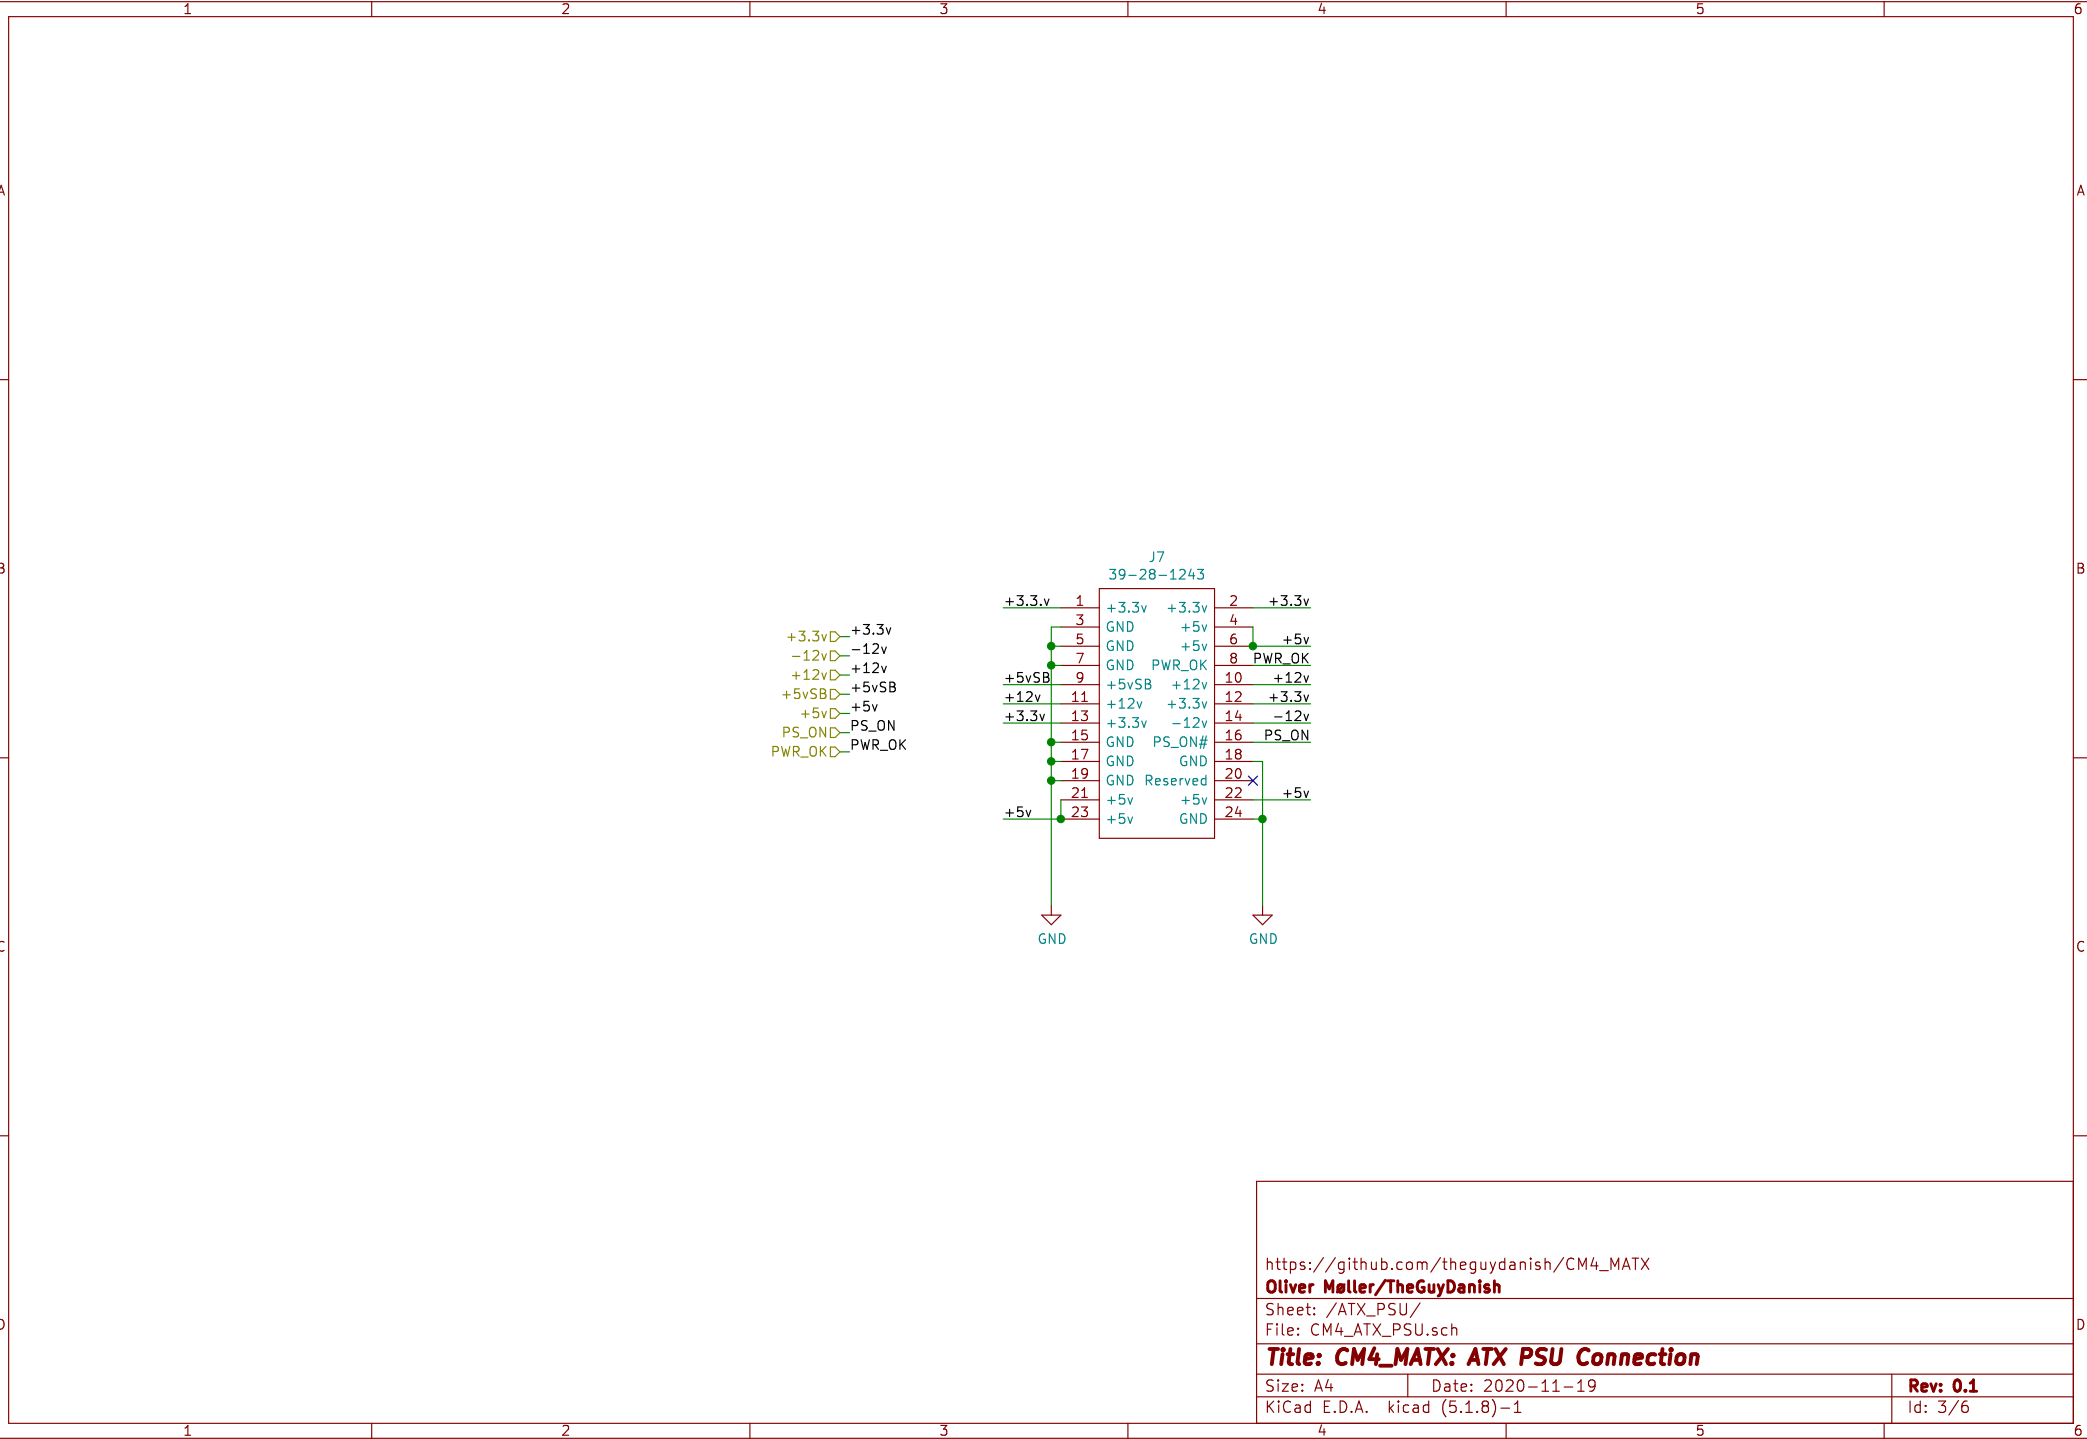 1 2 3 4 5 6
A A
B B
C C
D D
J7
39-28-1243
+3.3.v 1 +3.3v +3.3v 2 +3.3v
3 GND +5v 4
5 GND +5v 6 +5v
7 GND PWR_OK 8 PWR_OK
+5vSB 9 +5vSB +12v 10 +12v
+12v 11 +12v +3.3v 12 +3.3v
+3.3v 13 +3.3v -12v 14 -12v
15 GND PS_ON# 16 PS_ON
17 GND GND 18
19 GND Reserved 20
21 +5v +5v 22 +5v
+5v 23 +5v GND 24
+3.3v +3.3v
-12v -12v
+12v +12v
+5vSB +5vSB
+5v +5v
PS_ON PS_ON
PWR_OK PWR_OK
GND GND
https://github.com/theguydanish/CM4_MATX
Oliver Møller/TheGuyDanish
Sheet: /ATX_PSU/
File: CM4_ATX_PSU.sch
Title: CM4_MATX: ATX PSU Connection
Size: A4 Date: 2020-11-19 Rev: 0.1
KiCad E.D.A. kicad (5.1.8)-1 Id: 3/6
1 2 3 4 5 6